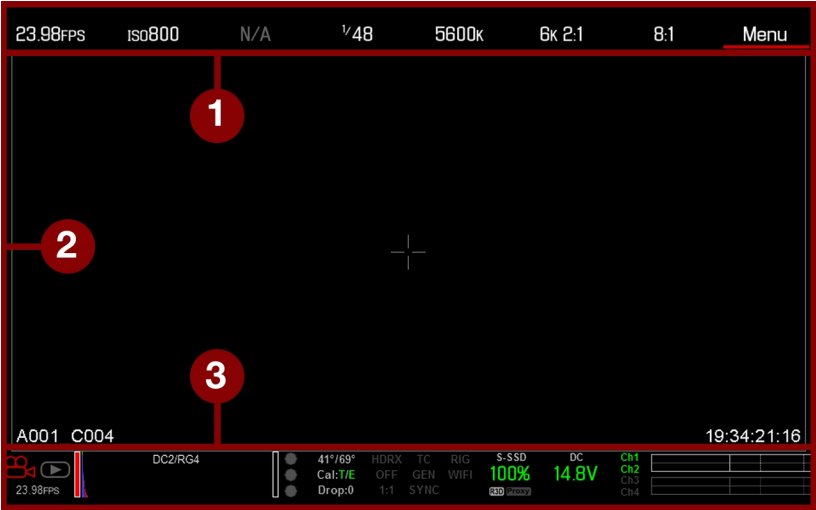 23.98FPS ISO800 N/A 1/48 5600K 6K 2:1 8:1 Menu
1
2
3
A001 C004 19:34:21:16
23.98FPS
DC2/RG4
41°/69° HDRX TC RIG
Cal:T/E OFF GEN WIFI
Drop:0 1:1 SYNC
S-SSD
100%
R3D Proxy
DC
14.8V
Ch1
Ch2
Ch3
Ch4